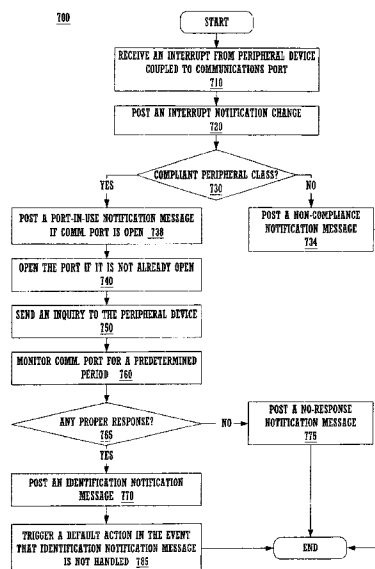 700
START
RECEIVE AN INTERRUPT FROM PERIPHERAL DEVICE
COUPLED TO COMMUNICATIONS PORT
710
POST AN INTERRUPT NOTIFICATION CHANGE
720
COMPLIANT PERIPHERAL CLASS?
730
YES
NO
POST A PORT-IN-USE NOTIFICATION MESSAGE
IF COMM. PORT IS OPEN 738
POST A NON-COMPLIANCE
NOTIFICATION MESSAGE
734
OPEN THE PORT IF IT IS NOT ALREADY OPEN
740
SEND AN INQUIRY TO THE PERIPHERAL DEVICE
750
MONITOR COMM. PORT FOR A PREDETERMINED
PERIOD 760
ANY PROPER RESPONSE?
765
NO
YES
POST A NO-RESPONSE
NOTIFICATION MESSAGE
775
POST AN IDENTIFICATION NOTIFICATION
MESSAGE 770
TRIGGER A DEFAULT ACTION IN THE EVENT
THAT IDENTIFICATION NOTIFICATION MESSAGE
IS NOT HANDLED 785
END